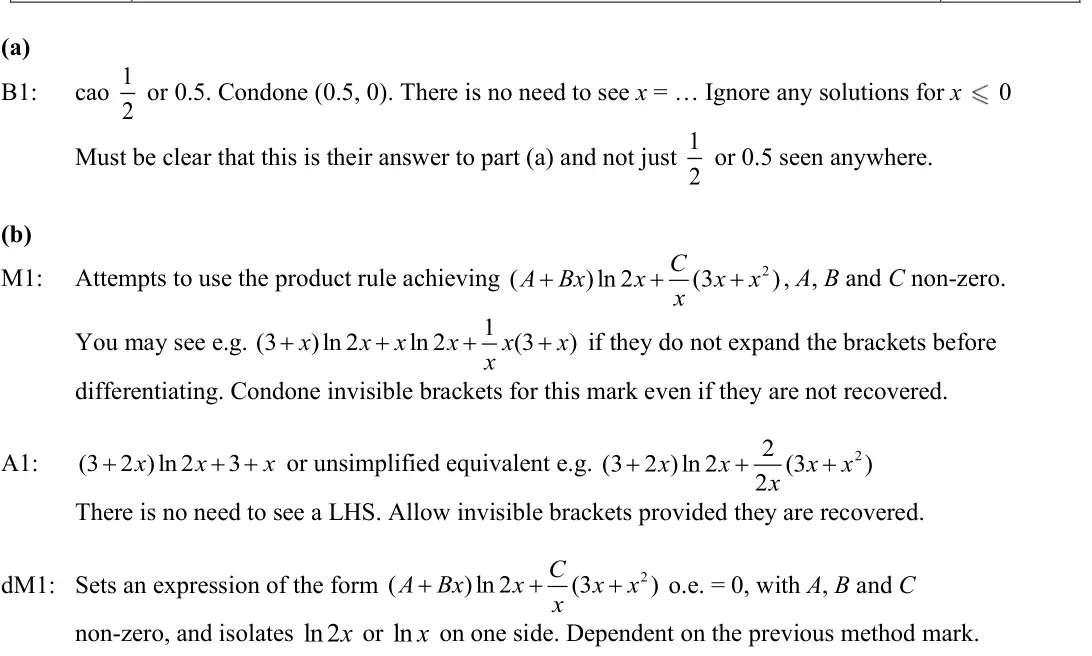 (a)
B1: cao 1/2 or 0.5. Condone (0.5, 0). There is no need to see x = … Ignore any solutions for x ⩽ 0
Must be clear that this is their answer to part (a) and not just 1/2 or 0.5 seen anywhere.
(b)
M1: Attempts to use the product rule achieving (A + Bx) ln 2x + C/x (3x + x²), A, B and C non-zero.
You may see e.g. (3 + x) ln 2x + x ln 2x + 1/x x(3 + x) if they do not expand the brackets before
differentiating. Condone invisible brackets for this mark even if they are not recovered.
A1: (3 + 2x) ln 2x + 3 + x or unsimplified equivalent e.g. (3 + 2x) ln 2x + 2/2x (3x + x²)
There is no need to see a LHS. Allow invisible brackets provided they are recovered.
dM1: Sets an expression of the form (A + Bx) ln 2x + C/x (3x + x²) o.e. = 0, with A, B and C
non-zero, and isolates ln 2x or ln x on one side. Dependent on the previous method mark.